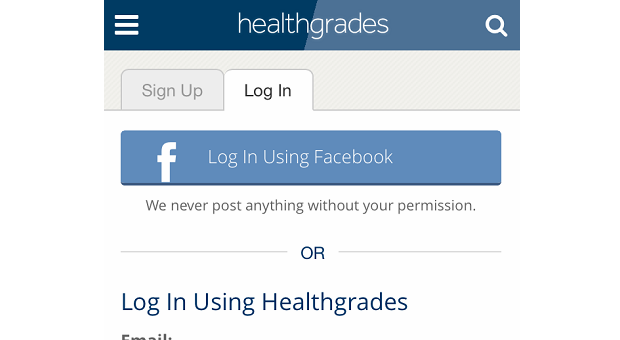 healthgrades
Sign Up
Log In
Log In Using Facebook
We never post anything without your permission.
OR
Log In Using Healthgrades
Email: